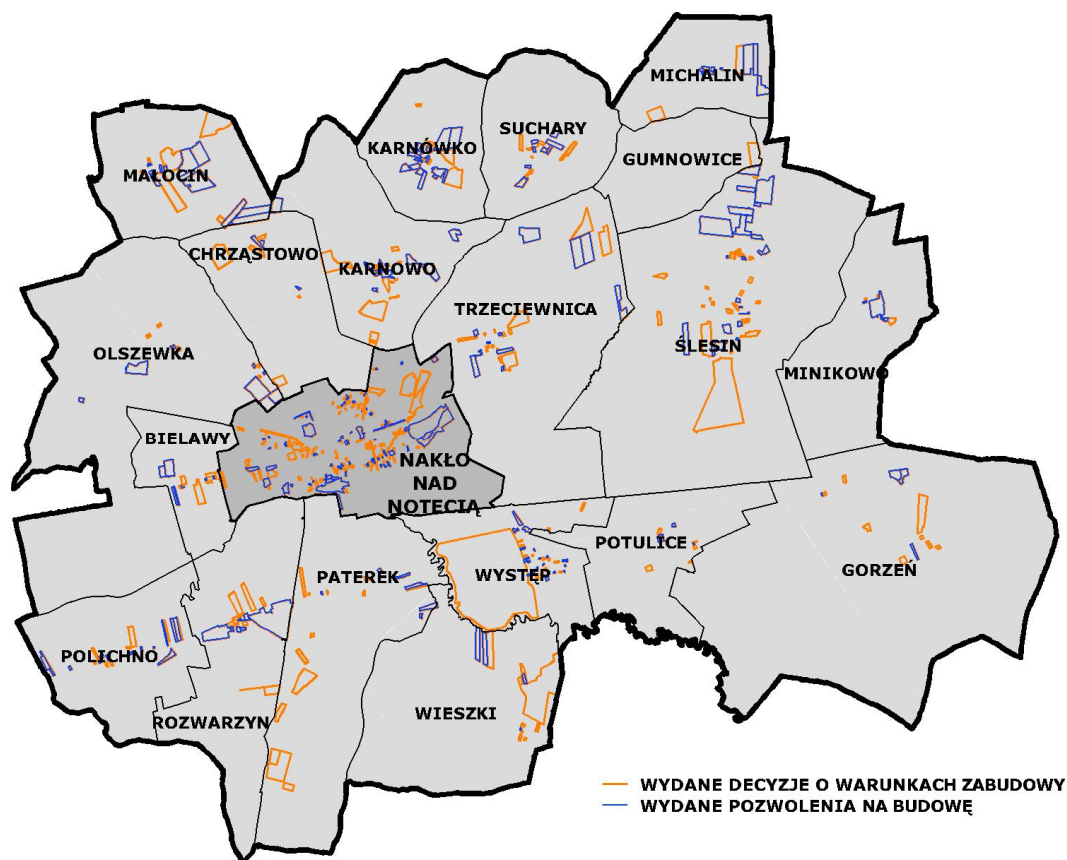 MICHALIN
SUCHARY
KARNÓWKO
GUMNOWICE
MAŁOCIN
CHRZĄSTOWO
KARNOWO
TRZECIEWNICA
ŚLESIN
OLSZEWKA
MINIKOWO
BIELAWY
NAKŁO
NAD
NOTECIĄ
POTULICE
GORZEŃ
PATEREK
WYSTĘP
POLICHNO
ROZWARZYN
WIESZKI
WYDANE DECYZJE O WARUNKACH ZABUDOWY
WYDANE POZWOLENIA NA BUDOWĘ